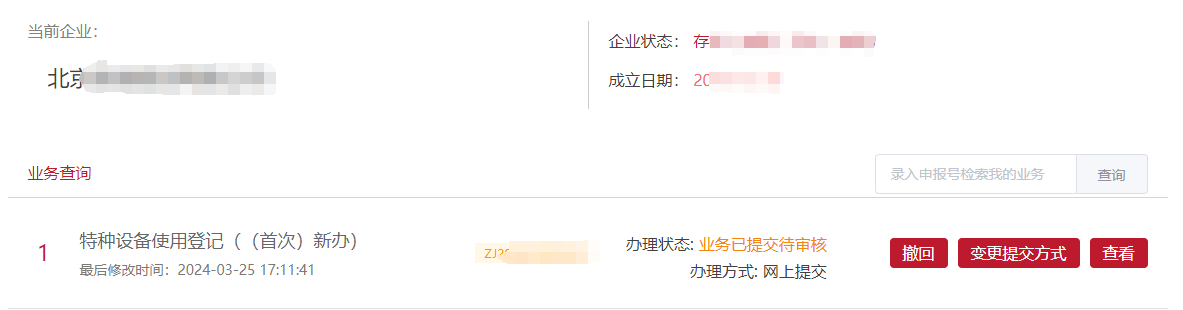 当前企业：
北京
企业状态： 存
成立日期： 20
业务查询
录入申报号检索我的业务 查询
1 特种设备使用登记（（首次）新办） ZJ2 办理状态: 业务已提交待审核 撤回 变更提交方式 查看
最后修改时间：2024-03-25 17:11:41 办理方式: 网上提交